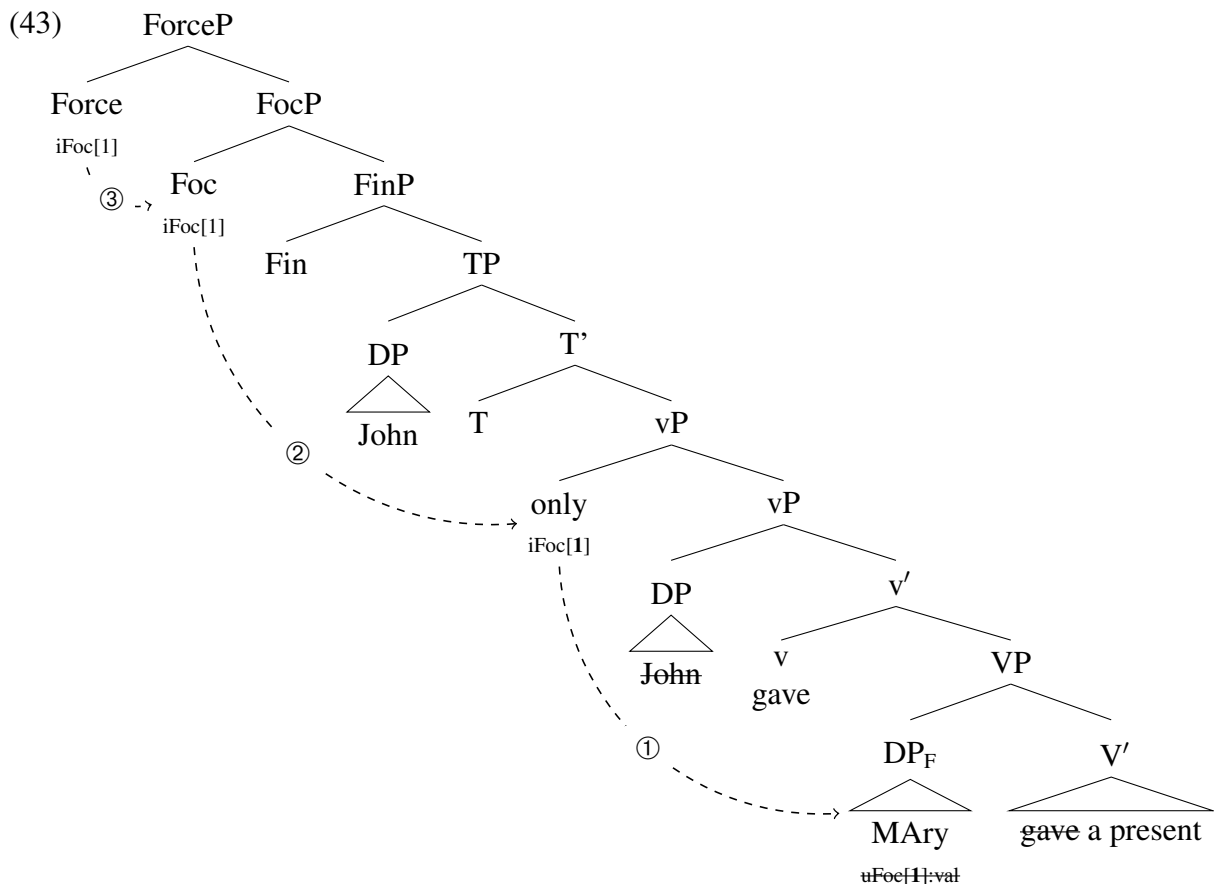 (43) ForceP
Force FocP
iFoc[1]
③ Foc FinP
iFoc[1]
Fin TP
DP T’
John T vP
② only vP
iFoc[1]
DP v′
John v VP
gave
① DP_F V′
MAry gave a present
uFoc[1]:val